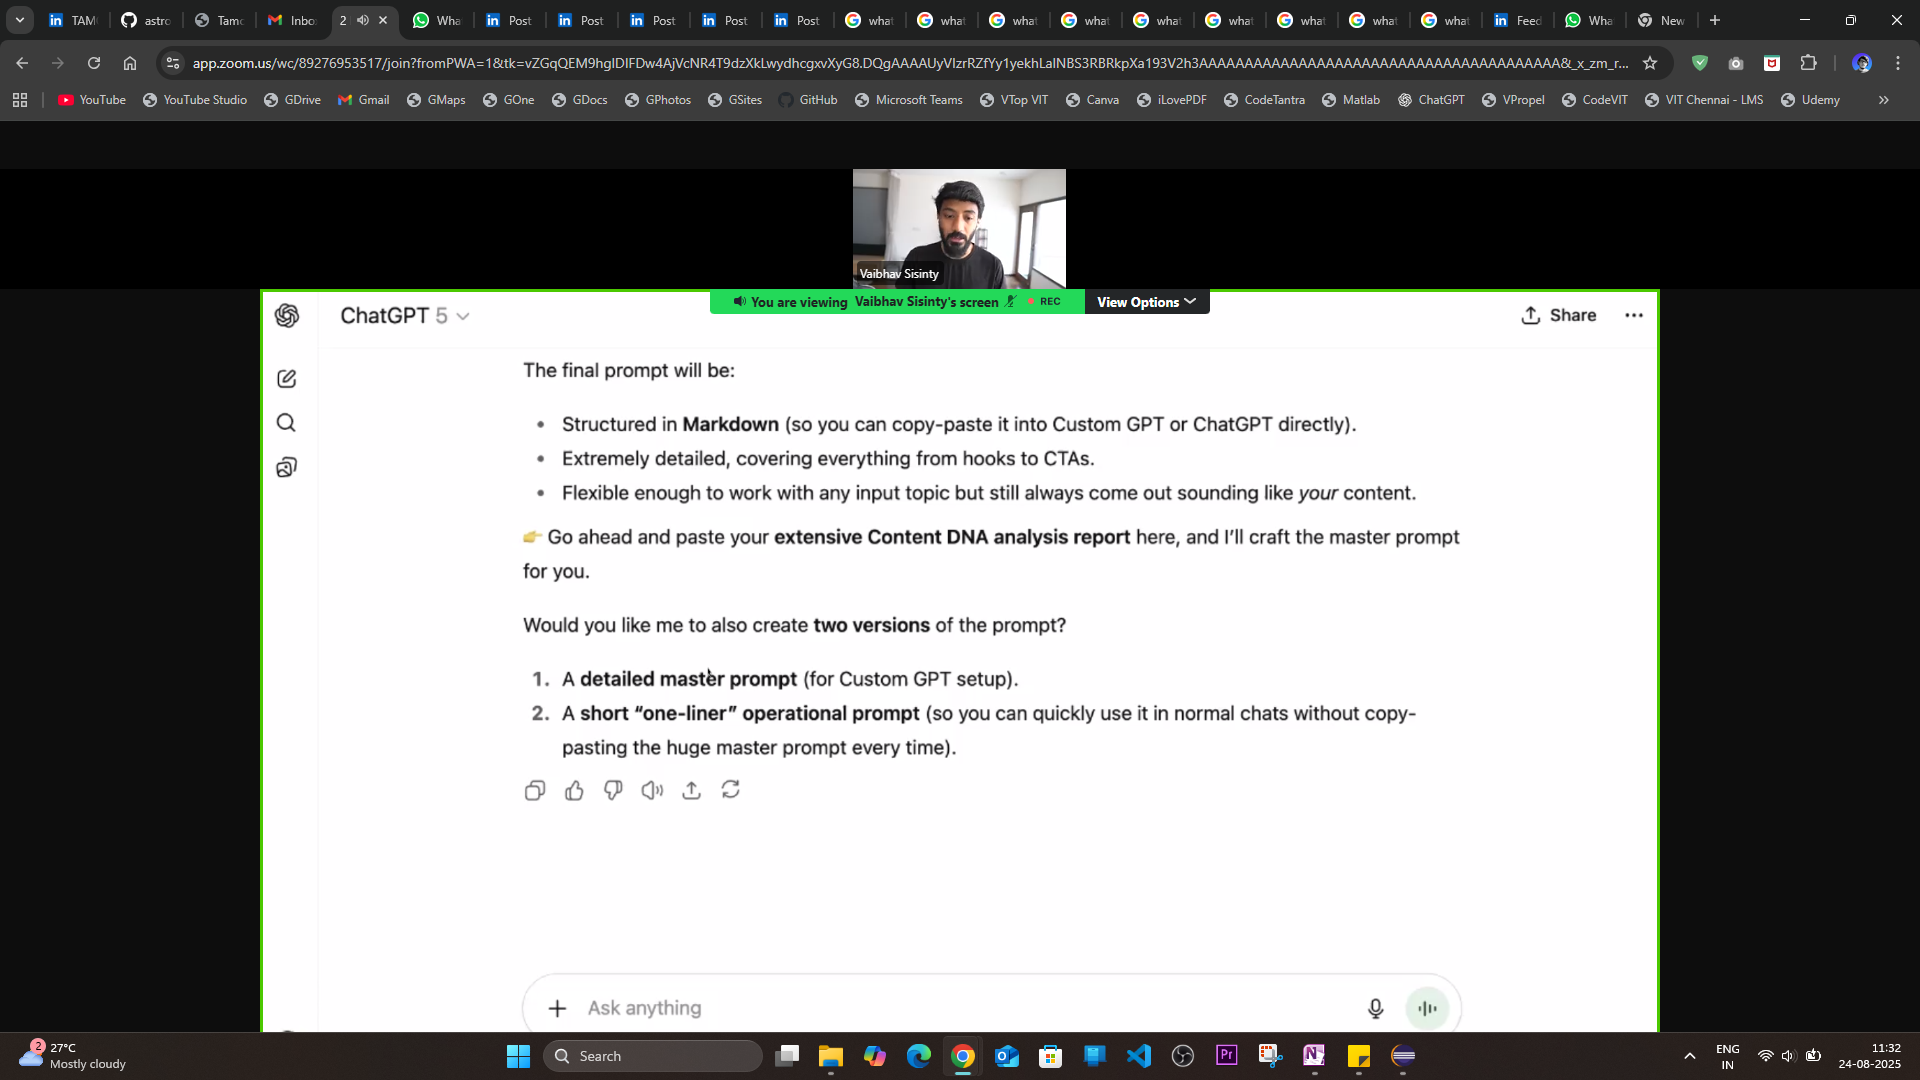 TAM
astro
Tamo
Inbo
2
Wha
Post
Post
Post
Post
Post
what
what
what
what
what
what
what
what
what
Feed
Wha
New
app.zoom.us/wc/89276953517/join?fromPWA=1&tk=
YouTube
YouTube Studio
GDrive
Gmail
GMaps
GOne
GDocs
GPhotos
GSites
GitHub
Microsoft Teams
VTop VIT
Canva
iLovePDF
CodeTantra
Matlab
ChatGPT
VPropel
CodeVIT
VIT Chennai - LMS
Udemy
Vaibhav Sisinty
You are viewing Vaibhav Sisinty's screen
REC
View Options
ChatGPT 5
Share
The final prompt will be:
• Structured in Markdown (so you can copy-paste it into Custom GPT or ChatGPT directly).
• Extremely detailed, covering everything from hooks to CTAs.
• Flexible enough to work with any input topic but still always come out sounding like your content.
👉 Go ahead and paste your extensive Content DNA analysis report here, and I'll craft the master prompt
for you.
Would you like me to also create two versions of the prompt?
1. A detailed master prompt (for Custom GPT setup).
2. A short “one-liner” operational prompt (so you can quickly use it in normal chats without copy-
pasting the huge master prompt every time).
Ask anything
2
27°C
Mostly cloudy
Search
Pr
ENG
IN
11:32
24-08-2025